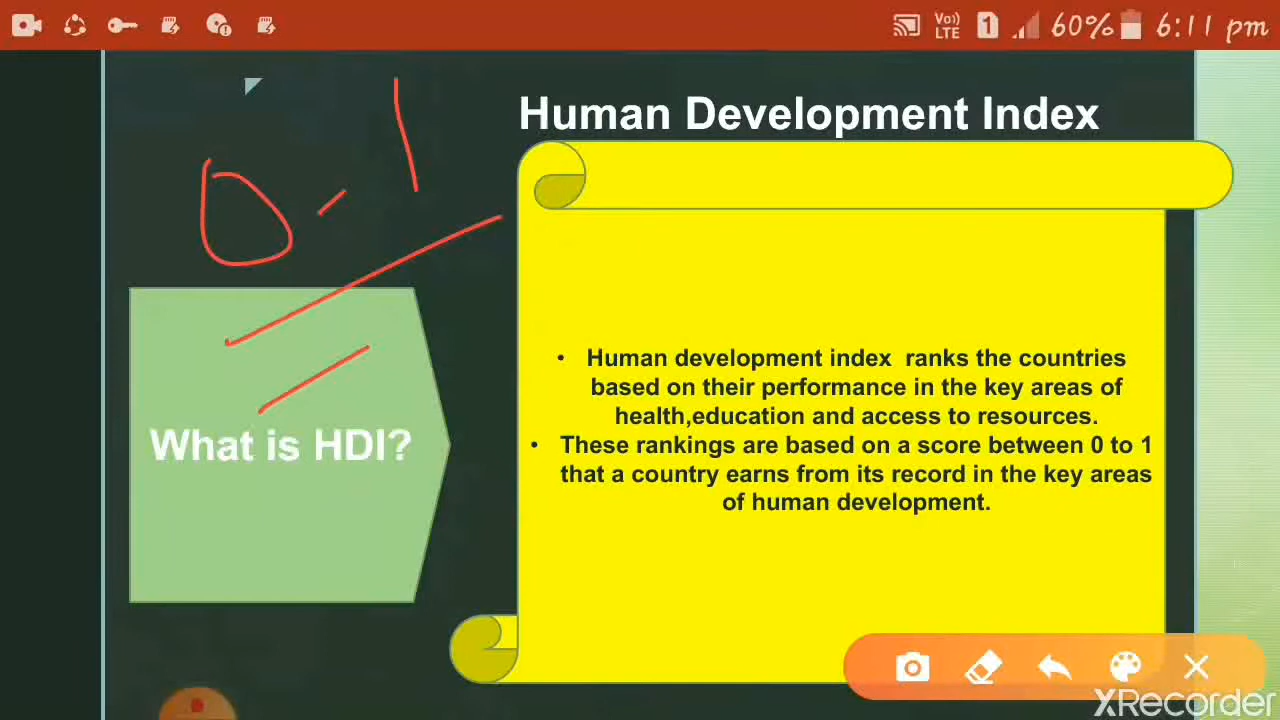 Vo))
LTE
1
60%
6:11 pm
0-1
Human Development Index
What is HDI?
• Human development index ranks the countries
based on their performance in the key areas of
health,education and access to resources.
• These rankings are based on a score between 0 to 1
that a country earns from its record in the key areas
of human development.
XRecorder